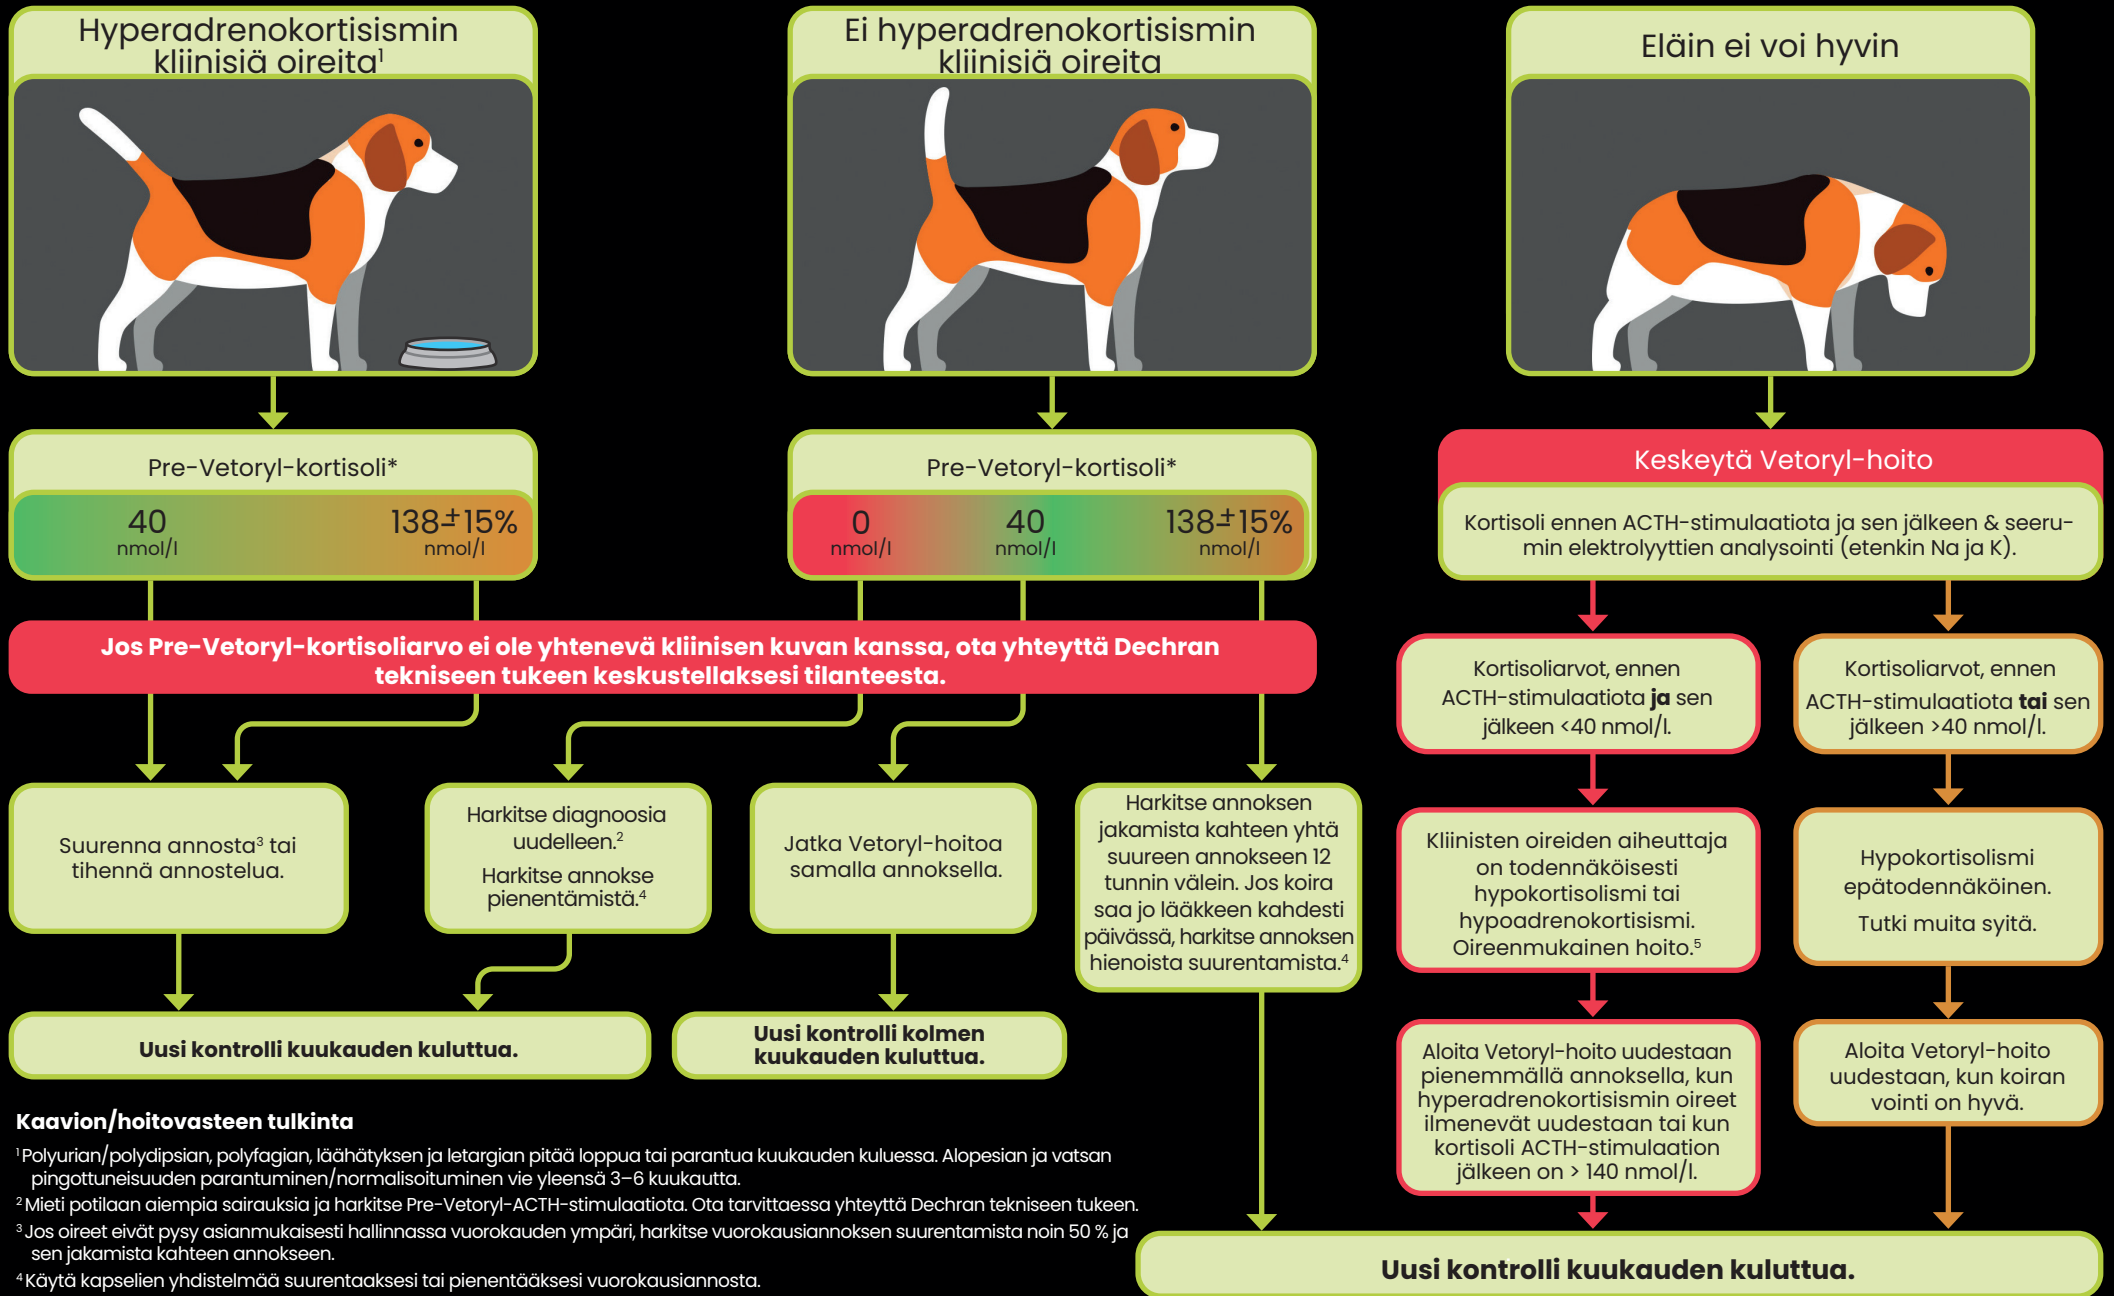 Hyperadrenokortisismin
kliinisiä oireita¹
Ei hyperadrenokortisismin
kliinisiä oireita
Eläin ei voi hyvin
Pre-Vetoryl-kortisoli*
40
nmol/l
138±15%
nmol/l
Pre-Vetoryl-kortisoli*
0
nmol/l
40
nmol/l
138±15%
nmol/l
Keskeytä Vetoryl-hoito
Kortisoli ennen ACTH-stimulaatiota ja sen jälkeen & seeru-
min elektrolyyttien analysointi (etenkin Na ja K).
Jos Pre-Vetoryl-kortisoliarvo ei ole yhtenevä kliinisen kuvan kanssa, ota yhteyttä Dechran
tekniseen tukeen keskustellaksesi tilanteesta.
Kortisoliarvot, ennen
ACTH-stimulaatiota ja sen
jälkeen <40 nmol/l.
Kortisoliarvot, ennen
ACTH-stimulaatiota tai sen
jälkeen >40 nmol/l.
Suurenna annosta³ tai
tihennä annostelua.
Harkitse diagnoosia
uudelleen.²
Harkitse annokse
pienentämistä.⁴
Jatka Vetoryl-hoitoa
samalla annoksella.
Harkitse annoksen
jakamista kahteen yhtä
suureen annokseen 12
tunnin välein. Jos koira
saa jo lääkkeen kahdesti
päivässä, harkitse annoksen
hienoista suurentamista.⁴
Kliinisten oireiden aiheuttaja
on todennäköisesti
hypokortisolismi tai
hypoadrenokortisismi.
Oireenmukainen hoito.⁵
Hypokortisolismi
epätodennäköinen.
Tutki muita syitä.
Uusi kontrolli kuukauden kuluttua.
Uusi kontrolli kolmen
kuukauden kuluttua.
Aloita Vetoryl-hoito uudestaan
pienemmällä annoksella, kun
hyperadrenokortisismin oireet
ilmenevät uudestaan tai kun
kortisoli ACTH-stimulaation
jälkeen on > 140 nmol/l.
Aloita Vetoryl-hoito
uudestaan, kun koiran
vointi on hyvä.
Uusi kontrolli kuukauden kuluttua.
Kaavion/hoitovasteen tulkinta
¹ Polyurian/polydipsian, polyfagian, läähätyksen ja letargian pitää loppua tai parantua kuukauden kuluessa. Alopesian ja vatsan
pingottuneisuuden parantuminen/normalisoituminen vie yleensä 3–6 kuukautta.
² Mieti potilaan aiempia sairauksia ja harkitse Pre-Vetoryl-ACTH-stimulaatiota. Ota tarvittaessa yhteyttä Dechran tekniseen tukeen.
³ Jos oireet eivät pysy asianmukaisesti hallinnassa vuorokauden ympäri, harkitse vuorokausiannoksen suurentamista noin 50 % ja
sen jakamista kahteen annokseen.
⁴ Käytä kapselien yhdistelmää suurentaaksesi tai pienentääksesi vuorokausiannosta.